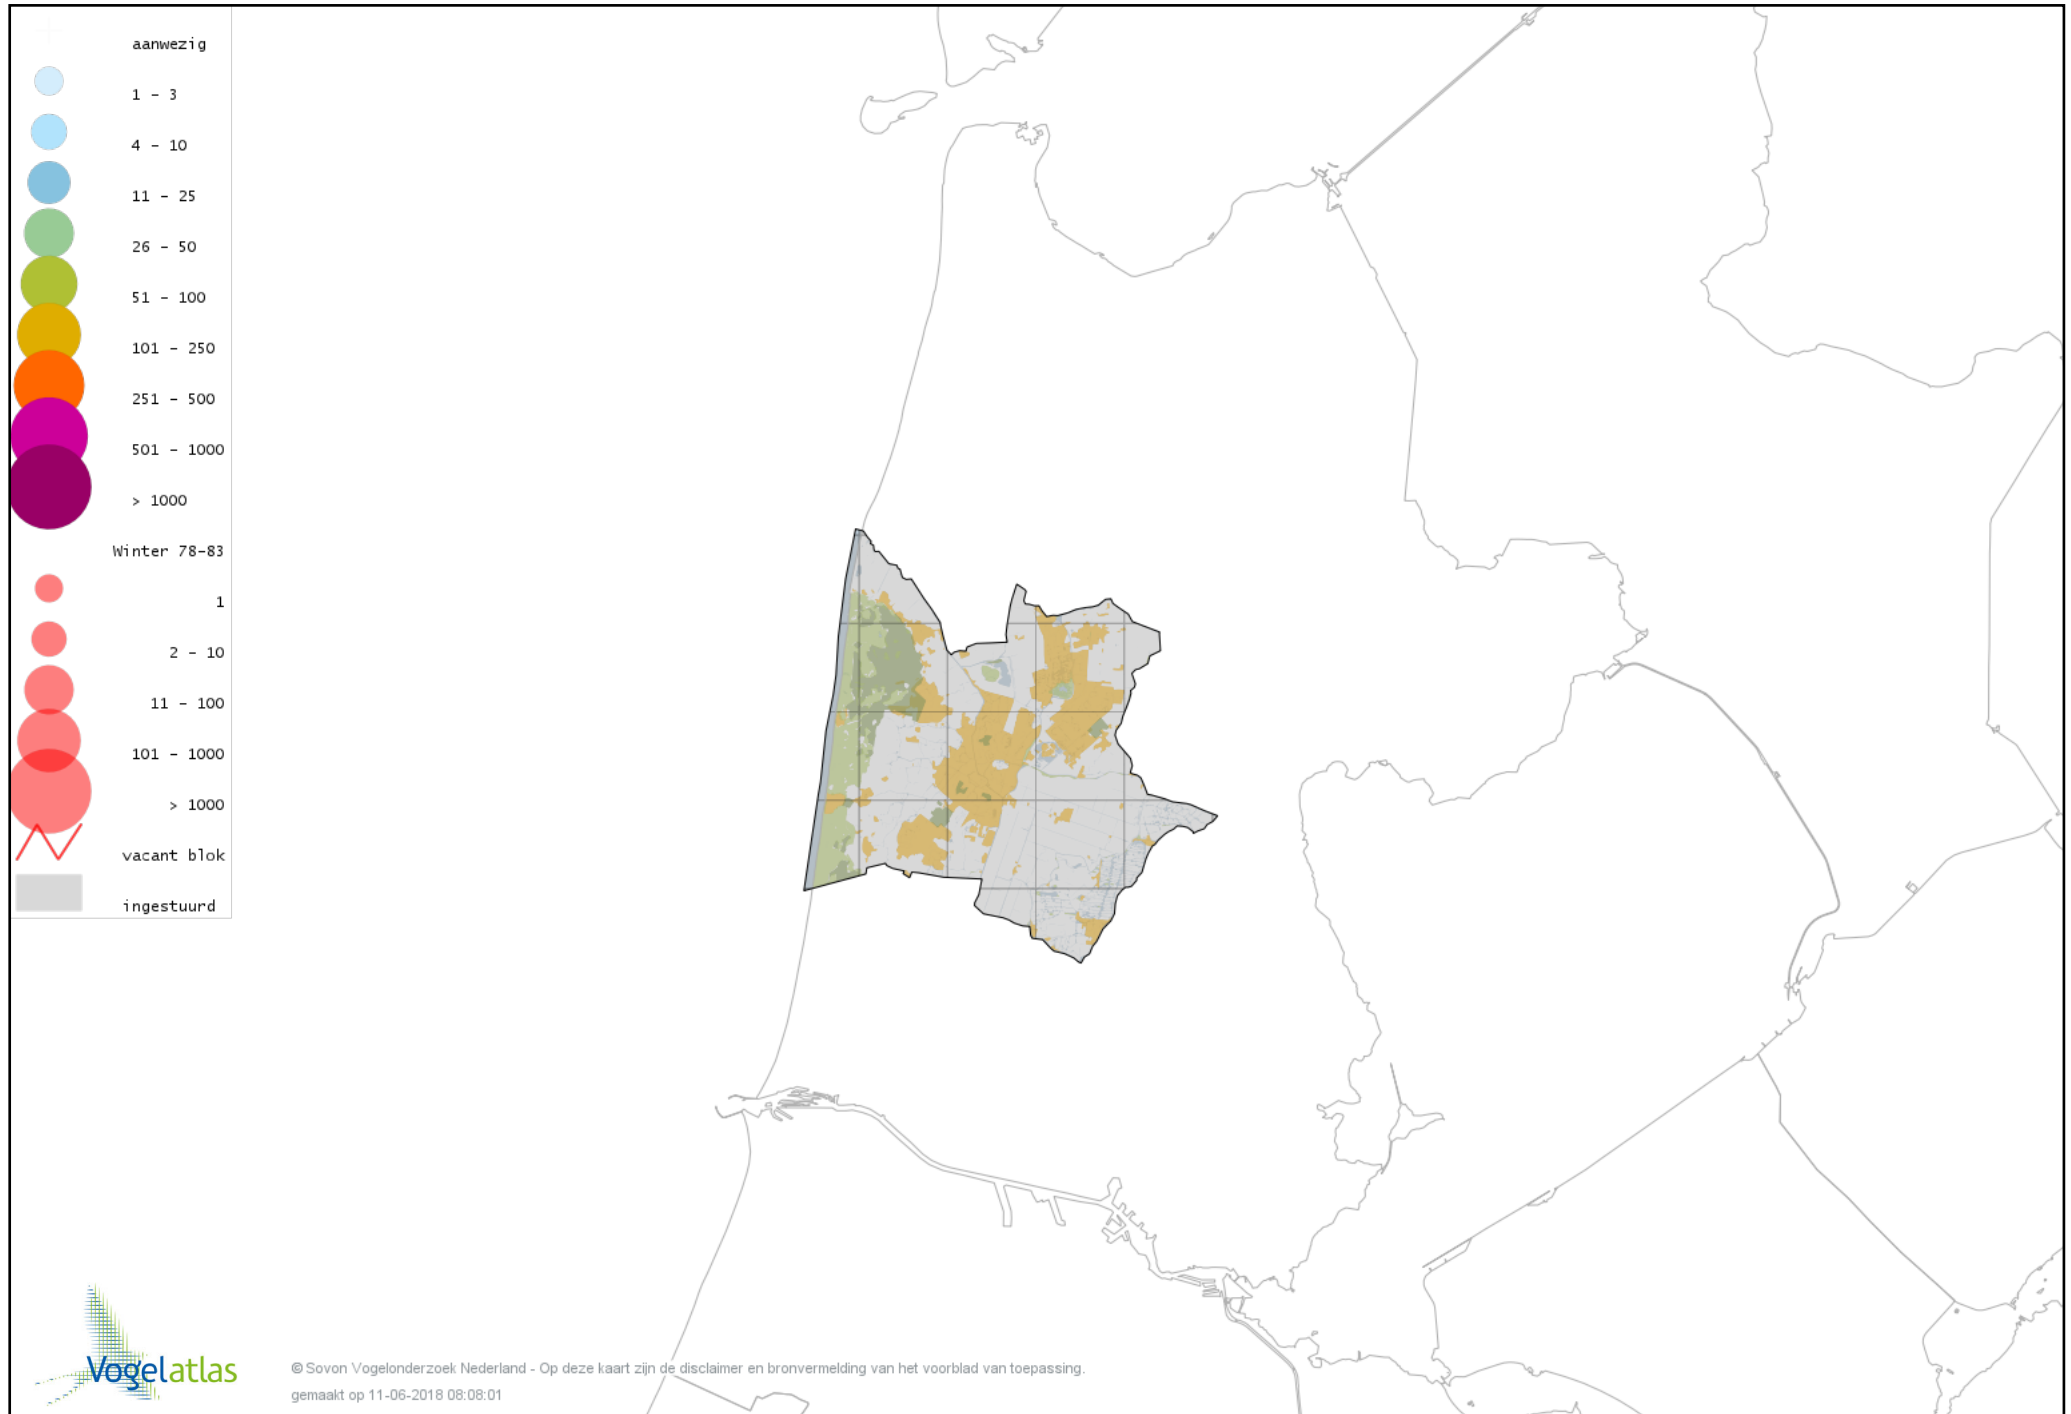 aanwezig
1 - 3
4 - 10
11 - 25
26 - 50
51 - 100
101 - 250
251 - 500
501 - 1000
> 1000
Winter 78-83
1
2 - 10
11 - 100
101 - 1000
> 1000
vacant blok
ingestuurd
Vogelatlas
© Sovon Vogelonderzoek Nederland - Op deze kaart zijn de disclaimer en bronvermelding van het voorblad van toepassing.
gemaakt op 11-06-2018 08:08:01